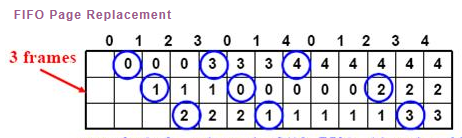 FIFO Page Replacement
0 1 2 3 0 1 4 0 1 2 3 4
3 frames
0 0 0 3 3 3 4 4 4 4 4 4
1 1 1 0 0 0 0 0 2 2 2
2 2 2 1 1 1 1 1 3 3